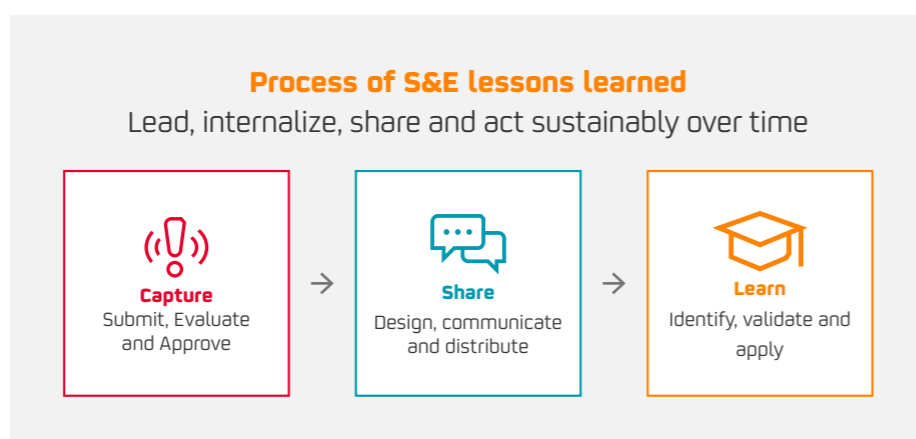 Process of S&E lessons learned
Lead, internalize, share and act sustainably over time
Capture
Submit, Evaluate
and Approve
Share
Design, communicate
and distribute
Learn
Identify, validate and
apply